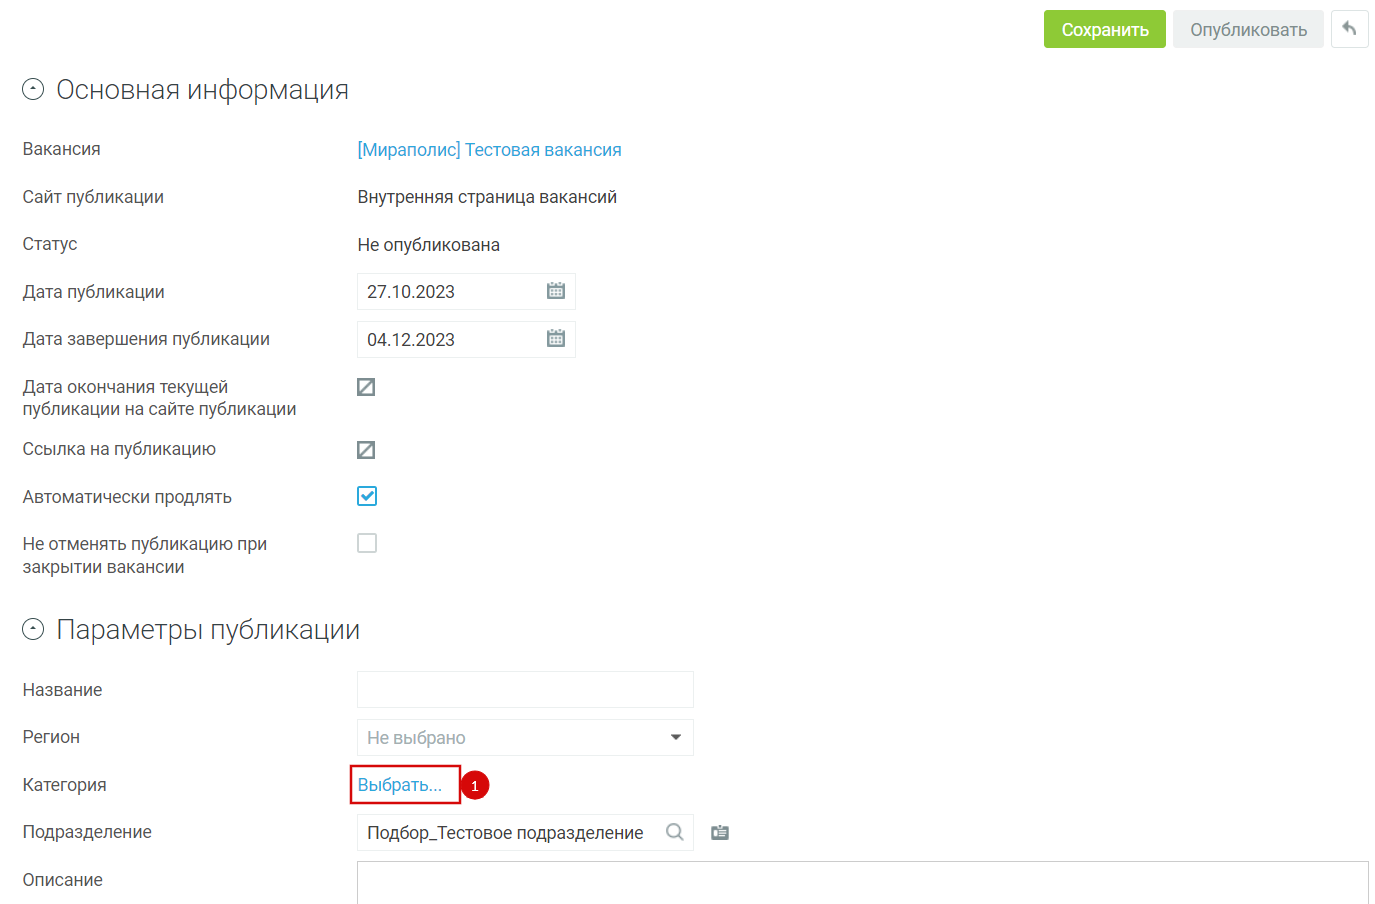 Сохранить Опубликовать
Основная информация
Вакансия [Мираполис] Тестовая вакансия
Сайт публикации Внутренняя страница вакансий
Статус Не опубликована
Дата публикации 27.10.2023
Дата завершения публикации 04.12.2023
Дата окончания текущей
публикации на сайте публикации
Ссылка на публикацию
Автоматически продлять
Не отменять публикацию при
закрытии вакансии
Параметры публикации
Название
Регион Не выбрано
Категория Выбрать... 1
Подразделение Подбор_Тестовое подразделение
Описание